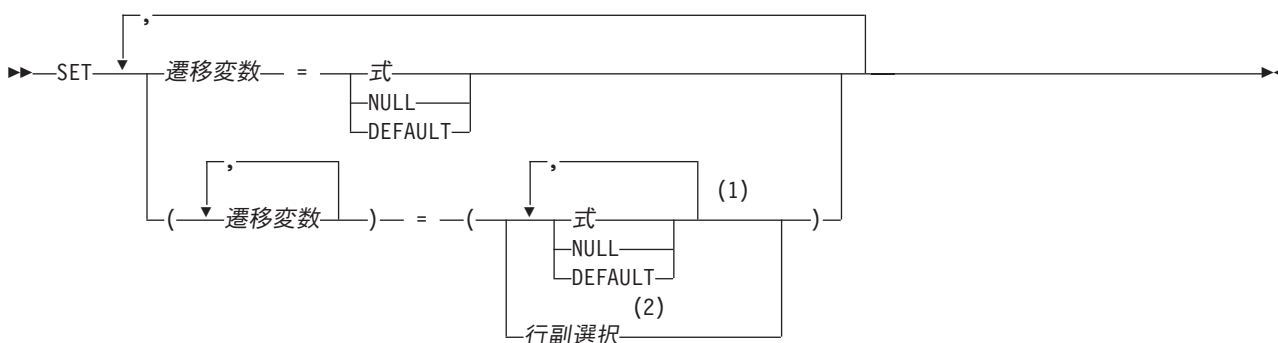 ,
SET 遷移変数 = 式
NULL
DEFAULT
, ,
(1)
( 遷移変数 ) = ( 式 )
NULL
DEFAULT
(2)
行副選択